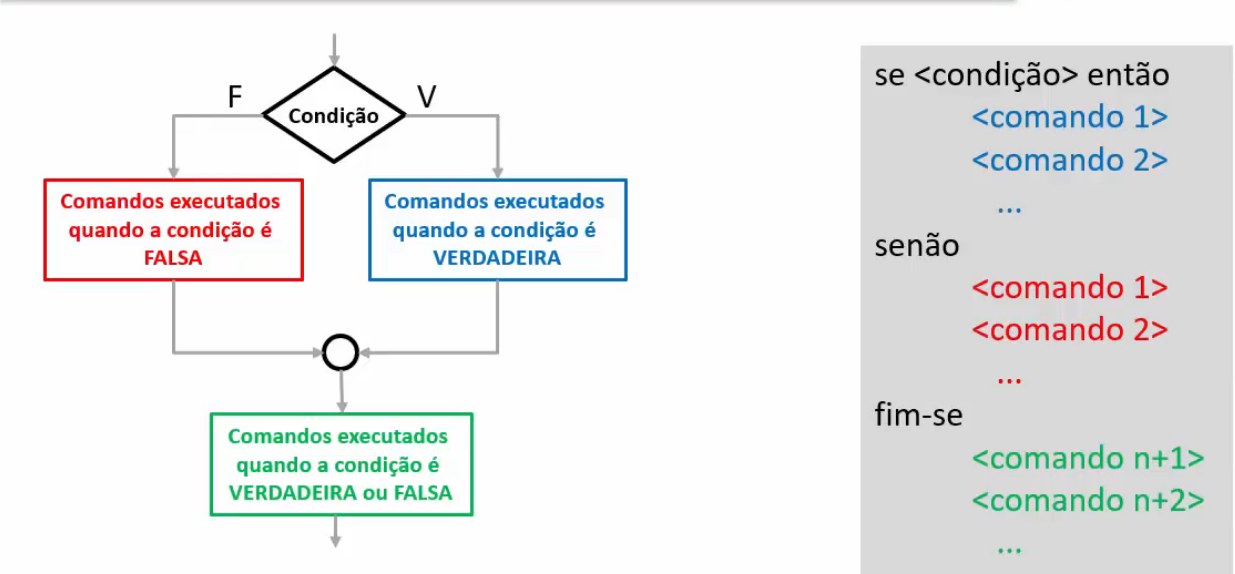 F
V
Condição
Comandos executados
quando a condição é
FALSA
Comandos executados
quando a condição é
VERDADEIRA
Comandos executados
quando a condição é
VERDADEIRA ou FALSA
se <condição> então
<comando 1>
<comando 2>
...
senão
<comando 1>
<comando 2>
...
fim-se
<comando n+1>
<comando n+2>
...